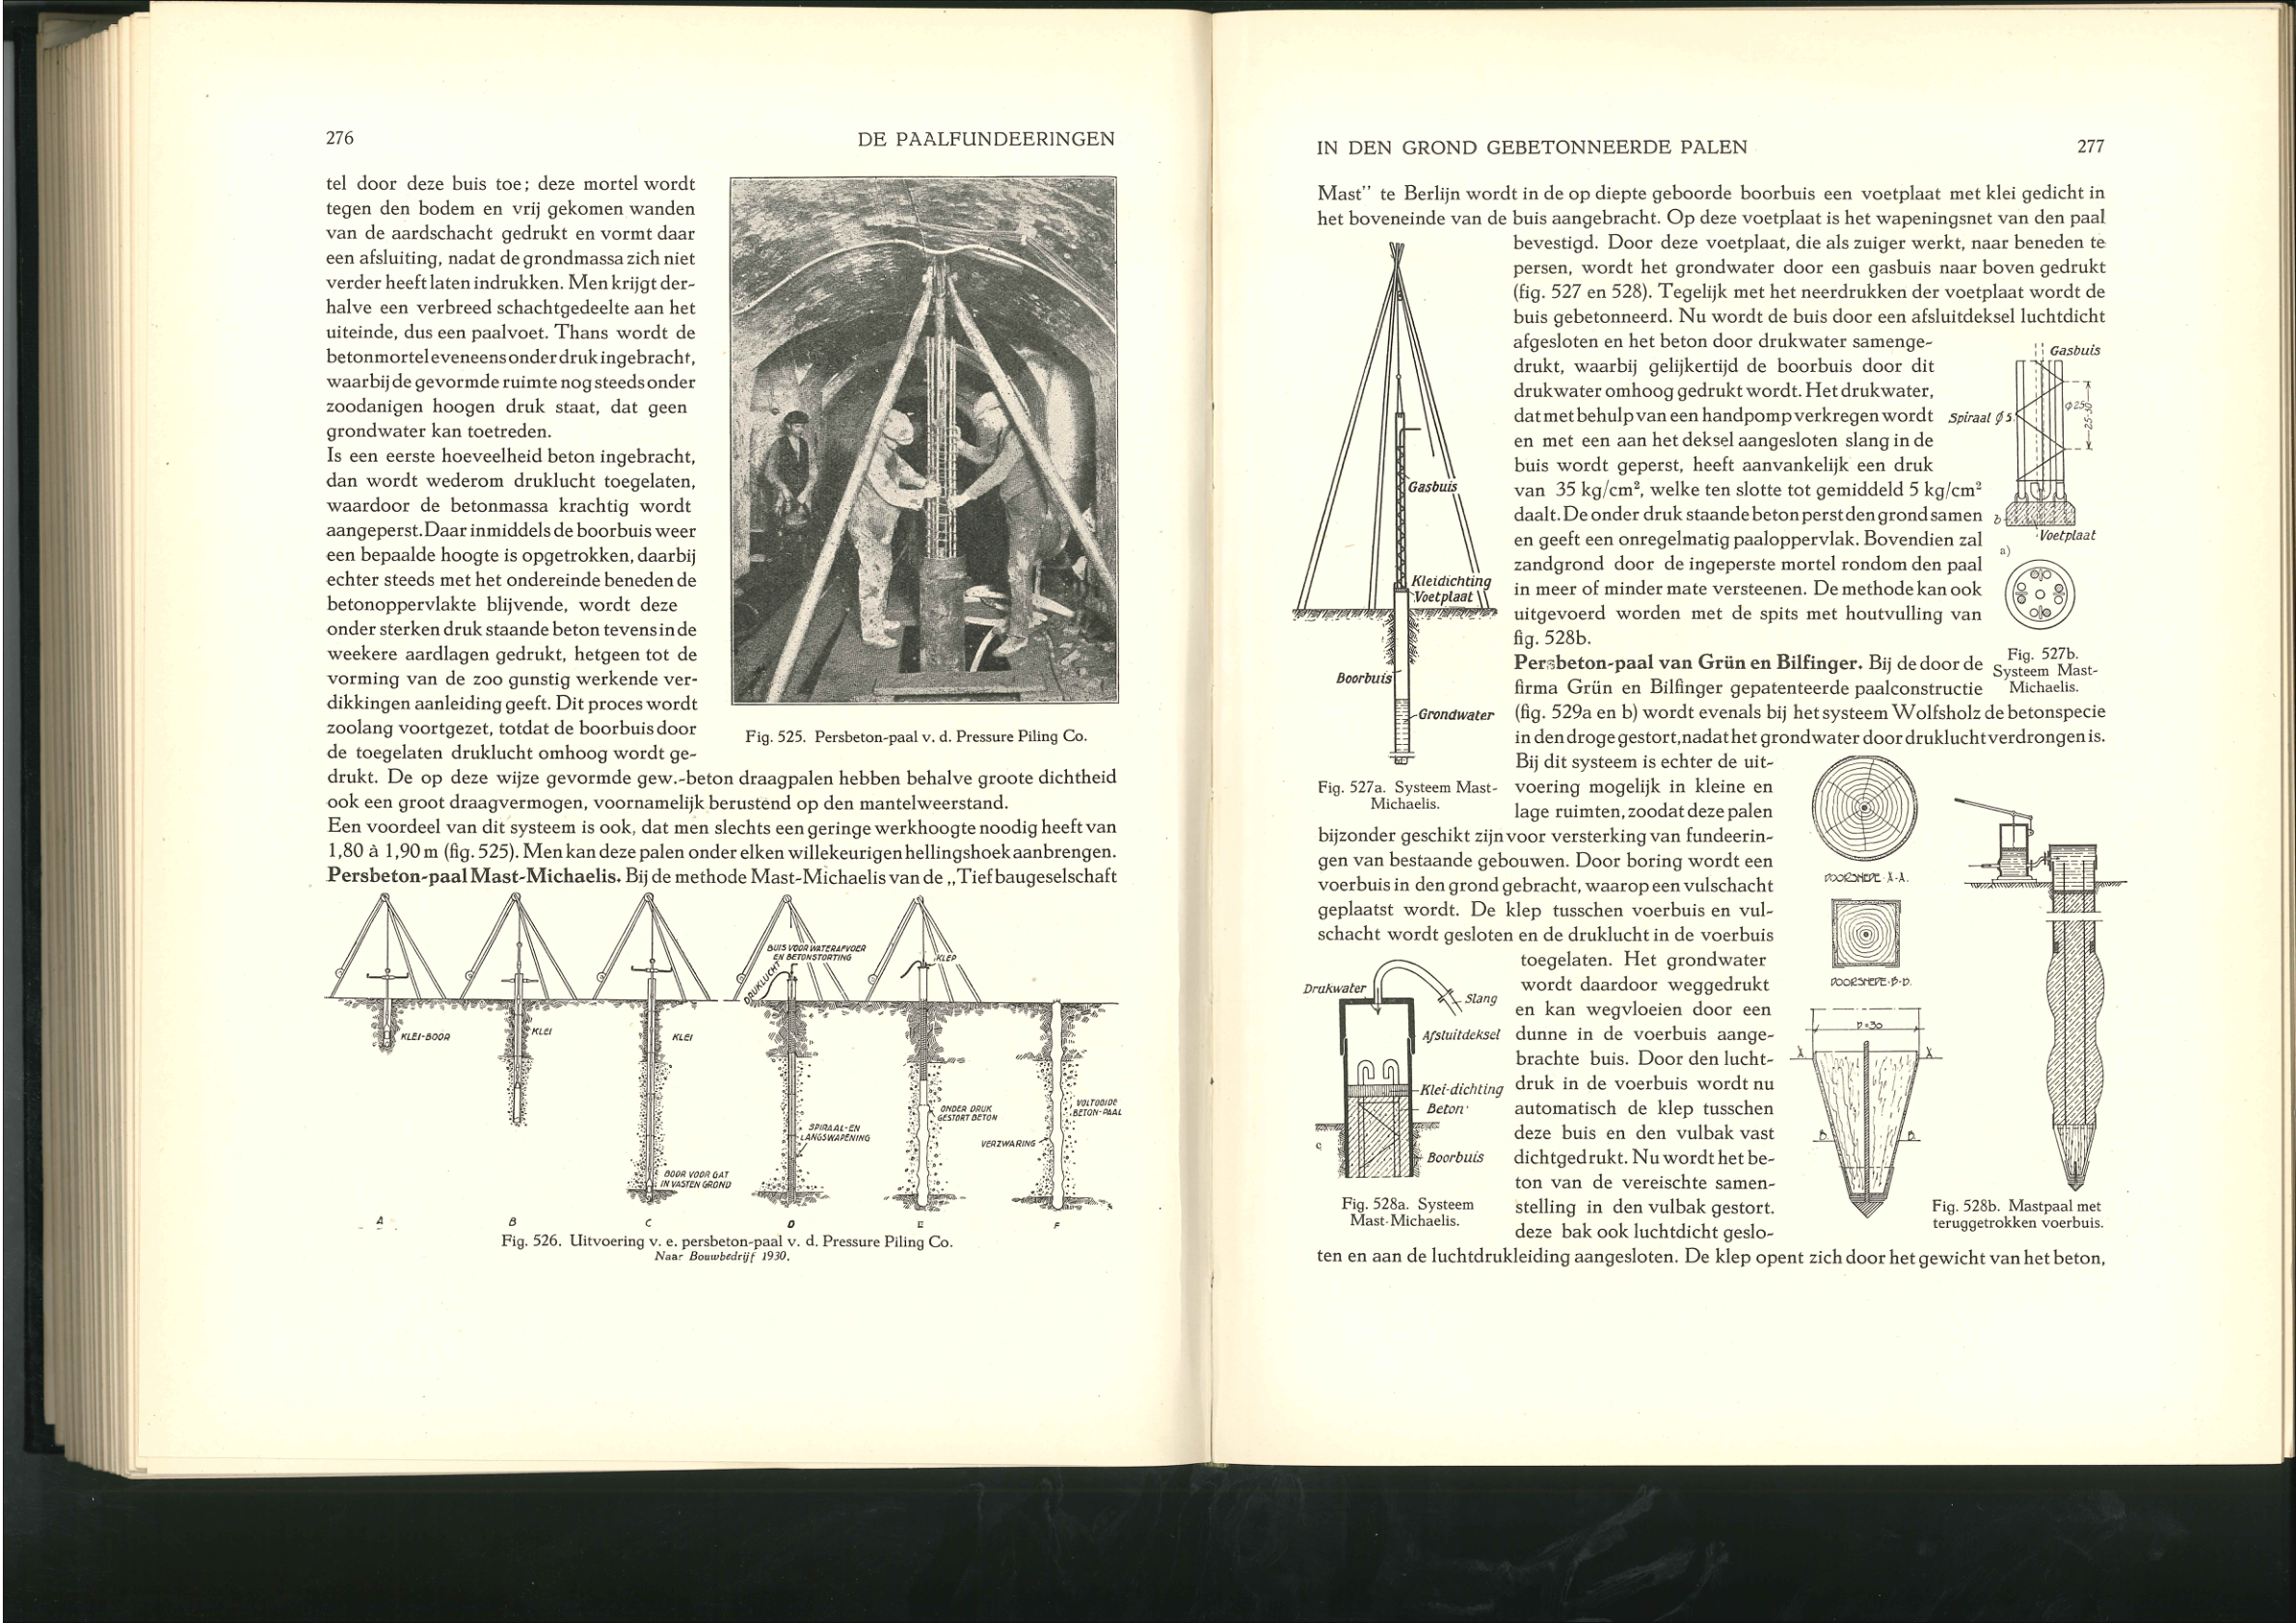 276
DE PAALFUNDEERINGEN
tel door deze buis toe; deze mortel wordt
tegen den bodem en vrij gekomen wanden
van de aardschacht gedrukt en vormt daar
een afsluiting, nadat de grondmassa zich niet
verder heeft laten indrukken. Men krijgt der-
halve een verbreed schachtgedeelte aan het
uiteinde, dus een paalvoet. Thans wordt de
betonmortel eveneens onder druk ingebracht,
waarbij de gevormde ruimte nog steeds onder
zoodanigen hoogen druk staat, dat geen
grondwater kan toetreden.
Is een eerste hoeveelheid beton ingebracht,
dan wordt wederom druklucht toegelaten,
waardoor de betonmassa krachtig wordt
aangeperst. Daar inmiddels de boorbuis weer
een bepaalde hoogte is opgetrokken, daarbij
echter steeds met het ondereinde beneden de
betonoppervlakte blijvende, wordt deze
onder sterken druk staande beton tevens in de
weekere aardlagen gedrukt, hetgeen tot de
vorming van de zoo gunstig werkende ver-
dikkingen aanleiding geeft. Dit proces wordt
zoolang voortgezet, totdat de boorbuis door
de toegelaten druklucht omhoog wordt ge-
Fig. 525. Persbeton-paal v. d. Pressure Piling Co.
drukt. De op deze wijze gevormde gew.-beton draagpalen hebben behalve groote dichtheid
ook een groot draagvermogen, voornamelijk berustend op den mantelweerstand.
Een voordeel van dit systeem is ook, dat men slechts een geringe werkhoogte noodig heeft van
1,80 à 1,90 m (fig. 525). Men kan deze palen onder elken willekeurigen hellingshoek aanbrengen.
Persbeton-paal Mast-Michaelis. Bij de methode Mast-Michaelis van de „Tiefbaugeselschaft
KLEI-BOOR
KLEI
KLEI
BOOR VOOR GAT
IN VASTEN GROND
BUIS VOOR WATERAFVOER
EN BETONSTORTING
DRUKLUCHT
SPIRAAL-EN
LANGSWAPENING
KLEP
ONDER DRUK
GESTORT BETON
VERZWARING
VOLTOOIDE
BETON-PAAL
A B C D E F
Fig. 526. Uitvoering v. e. persbeton-paal v. d. Pressure Piling Co.
Naar Bouwbedrijf 1930.
IN DEN GROND GEBETONNEERDE PALEN
277
Mast" te Berlijn wordt in de op diepte geboorde boorbuis een voetplaat met klei gedicht in
het boveneinde van de buis aangebracht. Op deze voetplaat is het wapeningsnet van den paal
bevestigd. Door deze voetplaat, die als zuiger werkt, naar beneden te
persen, wordt het grondwater door een gasbuis naar boven gedrukt
(fig. 527 en 528). Tegelijk met het neerdrukken der voetplaat wordt de
buis gebetonneerd. Nu wordt de buis door een afsluitdeksel luchtdicht
afgesloten en het beton door drukwater samenge-
drukt, waarbij gelijkertijd de boorbuis door dit
drukwater omhoog gedrukt wordt. Het drukwater,
dat met behulp van een handpomp verkregen wordt
en met een aan het deksel aangesloten slang in de
buis wordt geperst, heeft aanvankelijk een druk
van 35 kg/cm², welke ten slotte tot gemiddeld 5 kg/cm²
daalt. De onder druk staande beton perst den grond samen
en geeft een onregelmatig paaloppervlak. Bovendien zal
zandgrond door de ingeperste mortel rondom den paal
in meer of minder mate versteenen. De methode kan ook
uitgevoerd worden met de spits met houtvulling van
fig. 528b.
Gasbuis
Kleidichting
Voetplaat
Boorbuis
Grondwater
Fig. 527a. Systeem Mast-
Michaelis.
Gasbuis
Spiraal ϕ 5
ϕ 25
25-30
b
Voetplaat
a)
Fig. 527b.
Systeem Mast-
Michaelis.
Persbeton-paal van Grün en Bilfinger. Bij de door de
firma Grün en Bilfinger gepatenteerde paalconstructie
(fig. 529a en b) wordt evenals bij het systeem Wolfsholz de betonspecie
in den droge gestort, nadat het grondwater door druklucht verdrongen is.
Bij dit systeem is echter de uit-
voering mogelijk in kleine en
lage ruimten, zoodat deze palen
bijzonder geschikt zijn voor versterking van fundeerin-
gen van bestaande gebouwen. Door boring wordt een
voerbuis in den grond gebracht, waarop een vulschacht
geplaatst wordt. De klep tusschen voerbuis en vul-
schacht wordt gesloten en de druklucht in de voerbuis
toegelaten. Het grondwater
wordt daardoor weggedrukt
en kan wegvloeien door een
dunne in de voerbuis aange-
brachte buis. Door den lucht-
druk in de voerbuis wordt nu
automatisch de klep tusschen
deze buis en den vulbak vast
dichtgedrukt. Nu wordt het be-
ton van de vereischte samen-
stelling in den vulbak gestort.
deze bak ook luchtdicht geslo-
ten en aan de luchtdrukleiding aangesloten. De klep opent zich door het gewicht van het beton,
Drukwater
Slang
Afsluitdeksel
Klei-dichting
Beton
Boorbuis
c
Fig. 528a. Systeem
Mast-Michaelis.
DOORSNEDE A-A.
DOORSNEDE B-B.
D=30
A A
B B
Fig. 528b. Mastpaal met
teruggetrokken voerbuis.